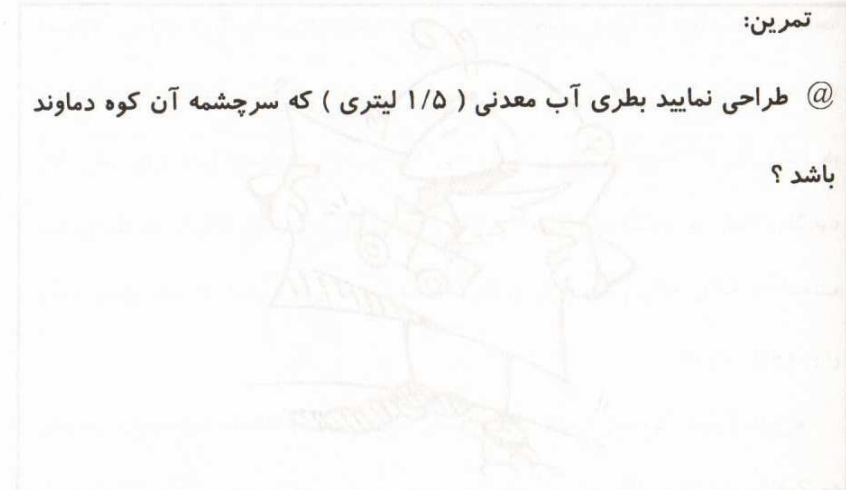 تمرین:
@ طراحی نمایید بطری آب معدنی ( ۱/۵ لیتری ) که سرچشمه آن کوه دماوند
باشد ؟